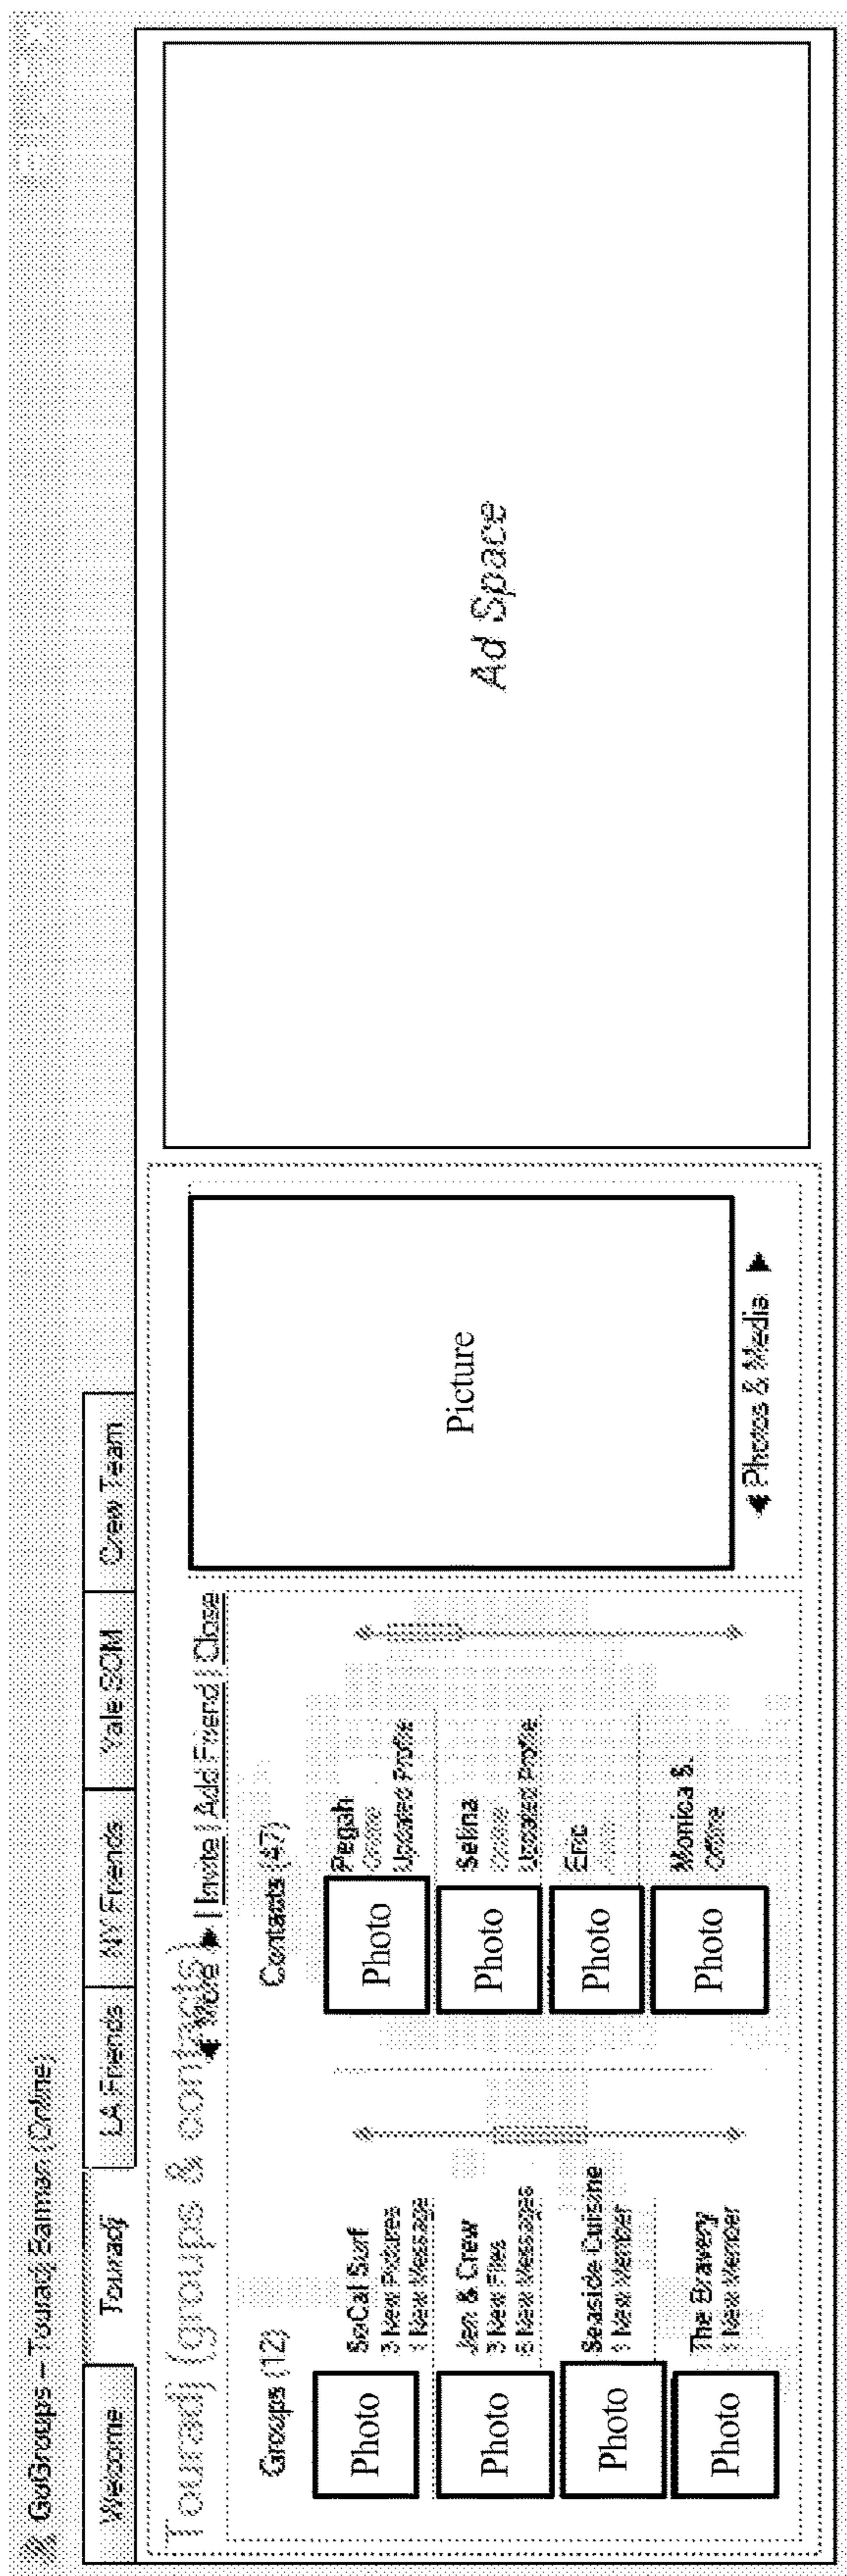 GoGroups – Touradj Barman (Online)
Welcome
Touradj
LA Friends
NY Friends
Yale SOM
Crew Team
Touradj (groups & contacts)
◄ More ► | Invite | Add Friend | Close
Groups (12)
Photo
SoCal Surf
3 New Pictures
1 New Message
Photo
Jen & Crew
3 New Files
6 New Messages
Photo
Seaside Cuisine
1 New Member
Photo
The Bravery
1 New Member
Contacts (47)
Photo
Pegah
Online
Updated Profile
Photo
Selina
Online
Updated Profile
Photo
Eric
Photo
Monica S.
Offline
Picture
◄ Photos & Media ►
Ad Space